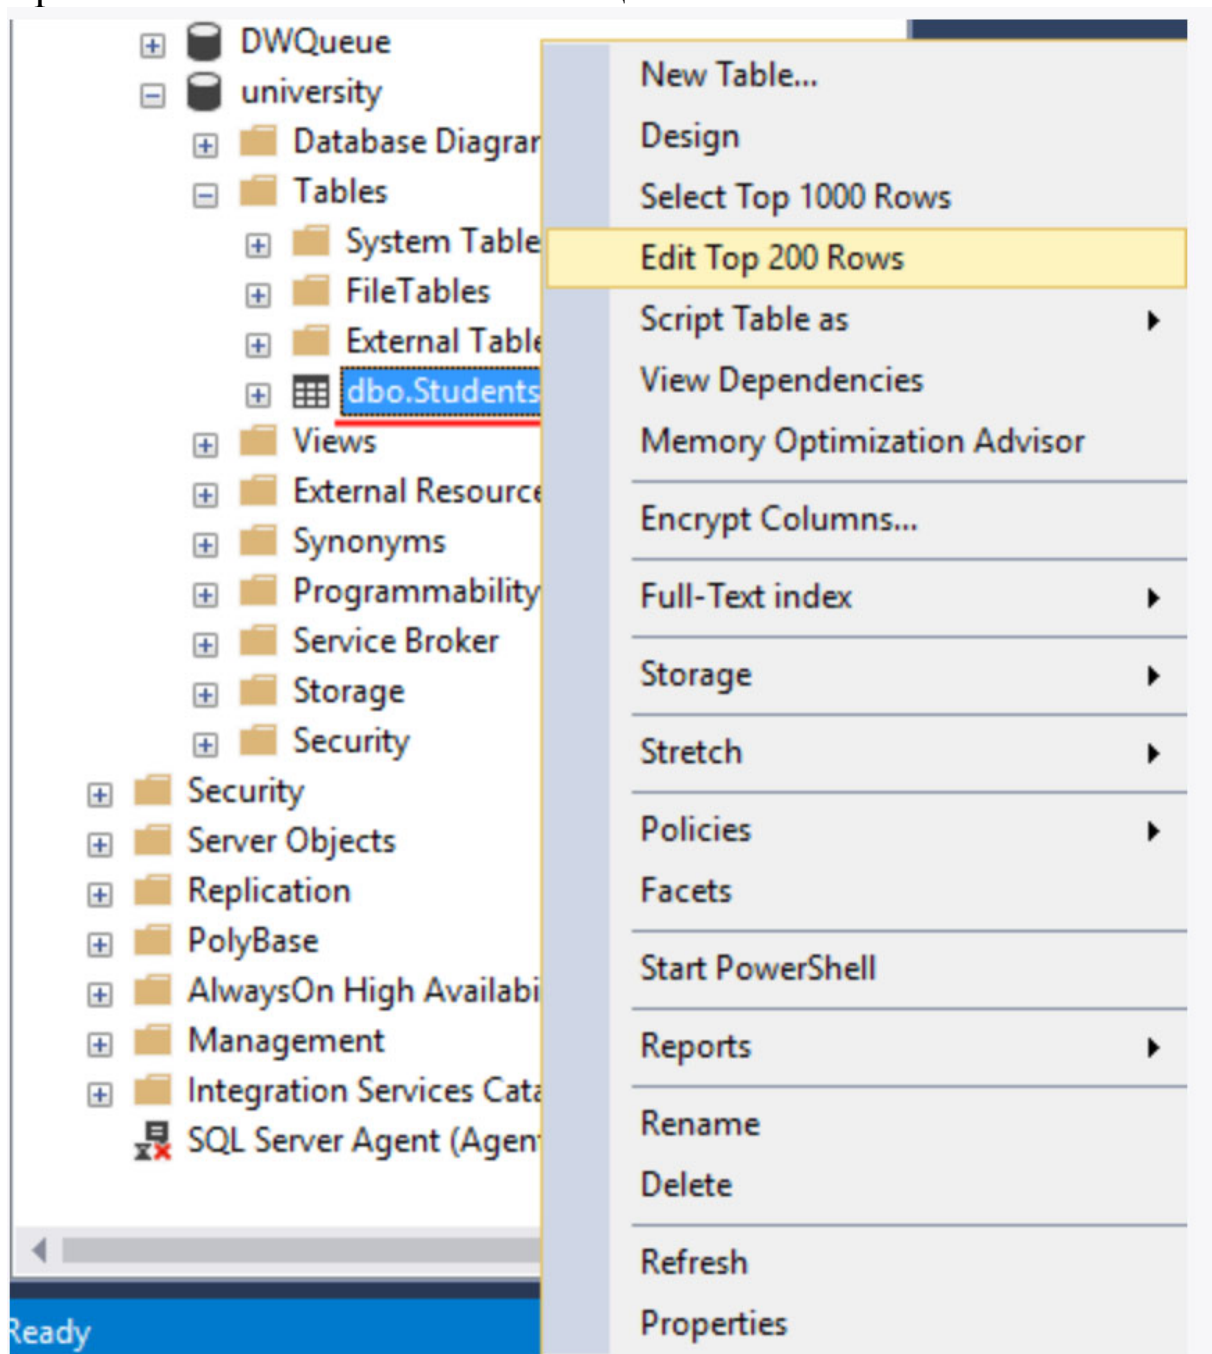 DWQueue
university
Database Diagrar
Tables
System Table
FileTables
External Table
dbo.Students
Views
External Resource
Synonyms
Programmability
Service Broker
Storage
Security
Security
Server Objects
Replication
PolyBase
AlwaysOn High Availabi
Management
Integration Services Cata
SQL Server Agent (Agent
Ready
New Table...
Design
Select Top 1000 Rows
Edit Top 200 Rows
Script Table as
View Dependencies
Memory Optimization Advisor
Encrypt Columns...
Full-Text index
Storage
Stretch
Policies
Facets
Start PowerShell
Reports
Rename
Delete
Refresh
Properties